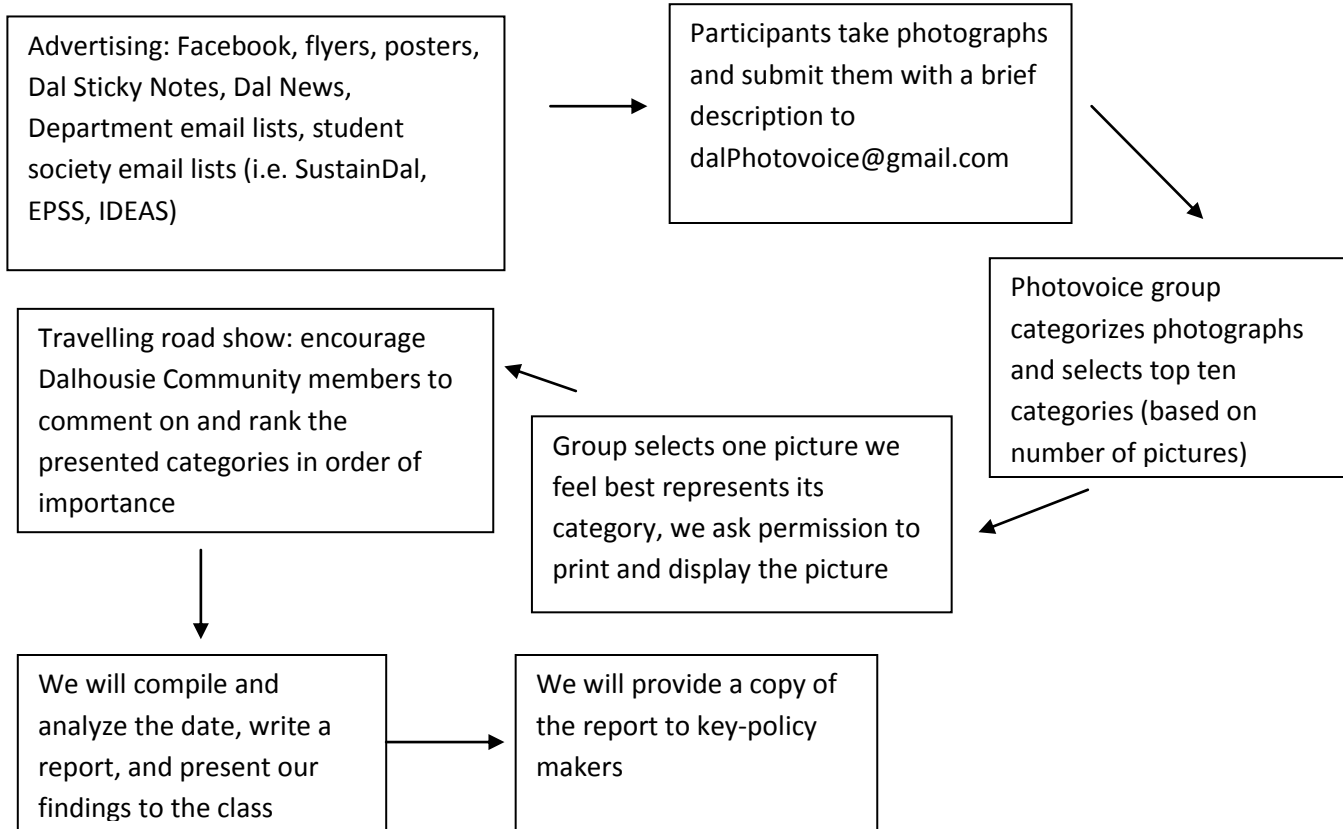 Advertising: Facebook, flyers, posters,
Dal Sticky Notes, Dal News,
Department email lists, student
society email lists (i.e. SustainDal,
EPSS, IDEAS)
Participants take photographs
and submit them with a brief
description to
dalPhotovoice@gmail.com
Photovoice group
categorizes photographs
and selects top ten
categories (based on
number of pictures)
Group selects one picture we
feel best represents its
category, we ask permission to
print and display the picture
Travelling road show: encourage
Dalhousie Community members to
comment on and rank the
presented categories in order of
importance
We will compile and
analyze the date, write a
report, and present our
findings to the class
We will provide a copy of
the report to key-policy
makers